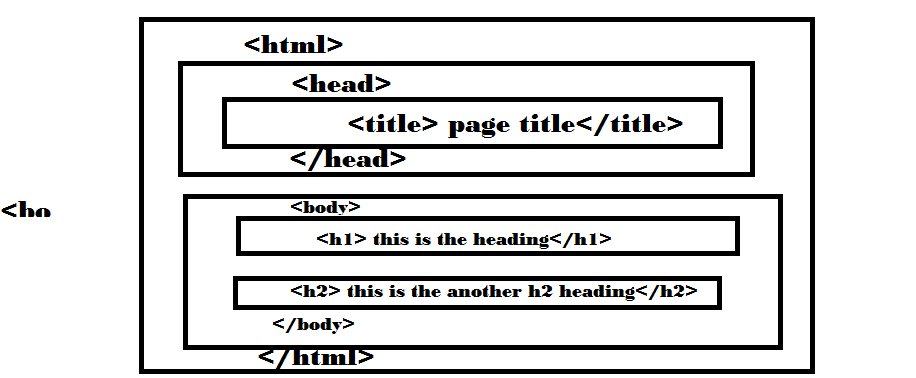 <html>
<head>
<title> page title</title>
</head>
<bo
<body>
<h1> this is the heading</h1>
<h2> this is the another h2 heading</h2>
</body>
</html>